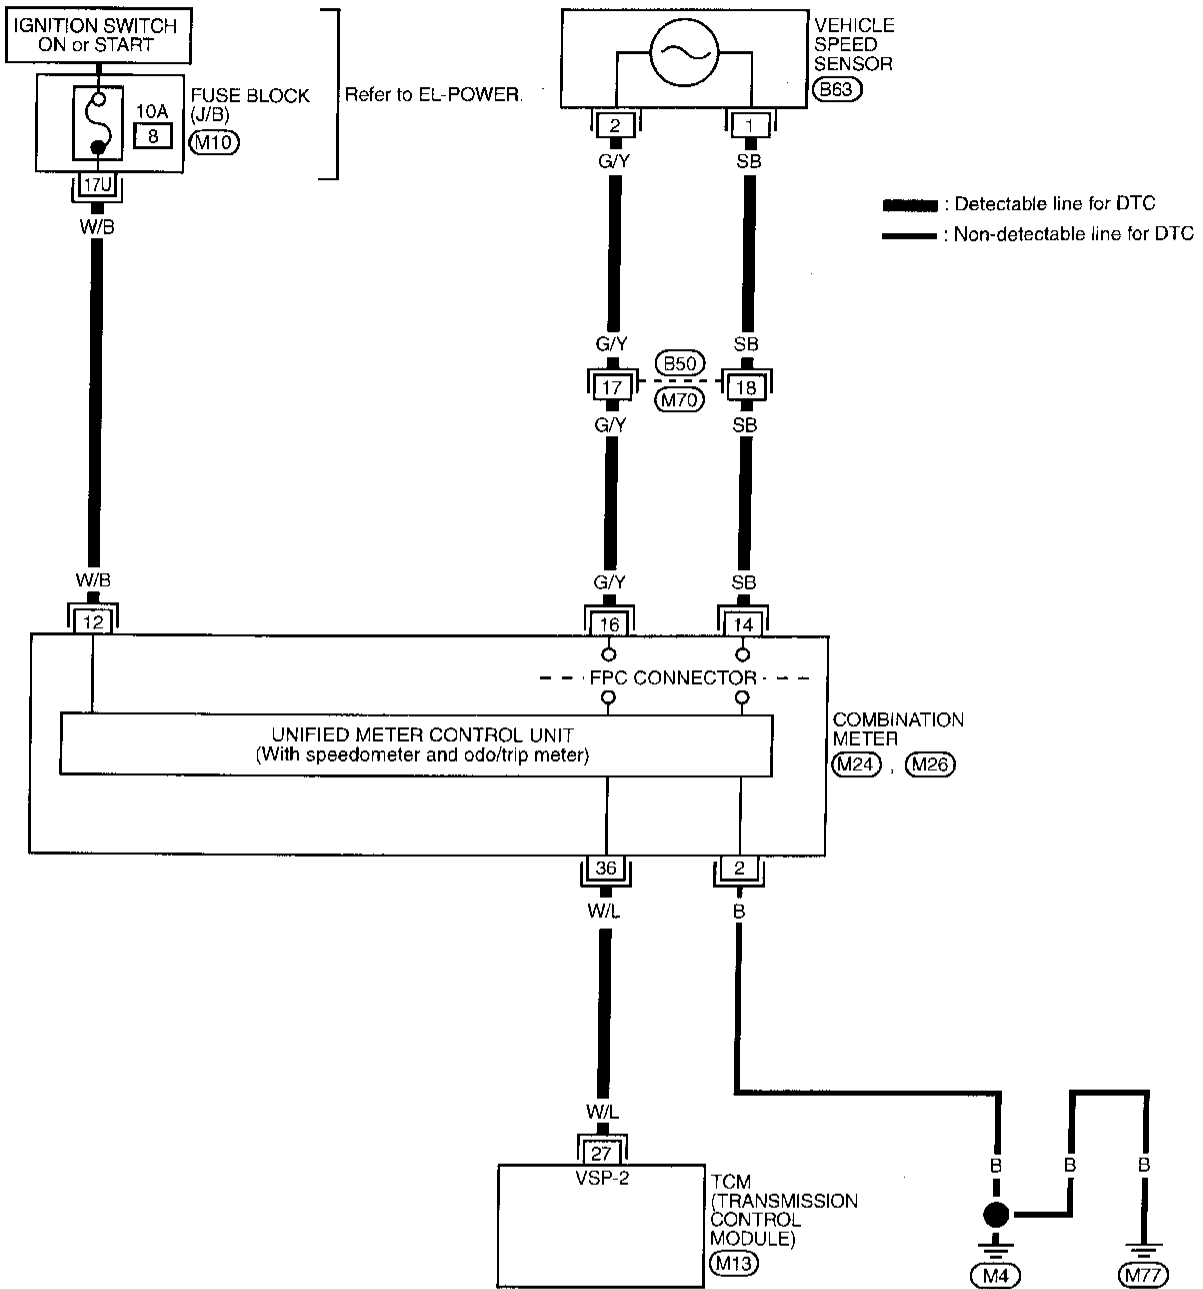 IGNITION SWITCH
ON or START
FUSE BLOCK
(J/B)
M10
10A
8
17U
W/B
Refer to EL-POWER.
VEHICLE
SPEED
SENSOR
B63
2
1
G/Y
SB
: Detectable line for DTC
: Non-detectable line for DTC
G/Y
SB
B50
17
18
M70
G/Y
SB
W/B
G/Y
SB
12
16
14
FPC CONNECTOR
UNIFIED METER CONTROL UNIT
(With speedometer and odo/trip meter)
COMBINATION
METER
M24 , M26
36
2
W/L
B
W/L
27
VSP-2
TCM
(TRANSMISSION
CONTROL
MODULE)
M13
B
B
B
M4
M77